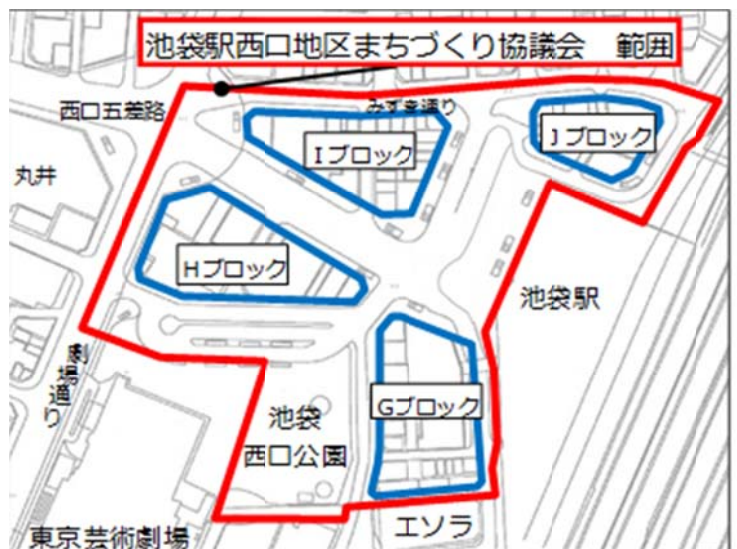 池袋駅西口地区まちづくり協議会　範囲
西口五差路
みずき通り
Iブロック
Jブロック
丸井
Hブロック
池袋駅
劇場通り
Gブロック
池袋
西口公園
東京芸術劇場
エソラ